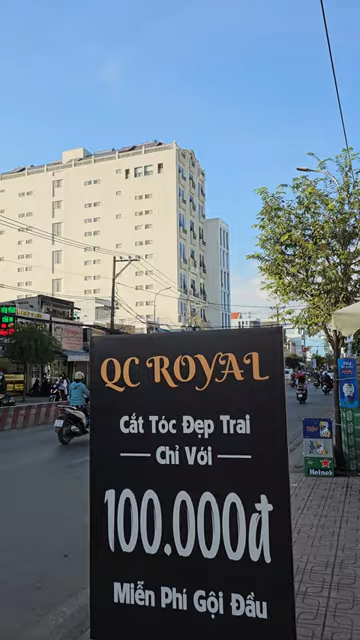 QC ROYAL
Cắt Tóc Đẹp Trai
Chỉ Với
100.000đ
Miễn Phí Gội Đầu
Heineken